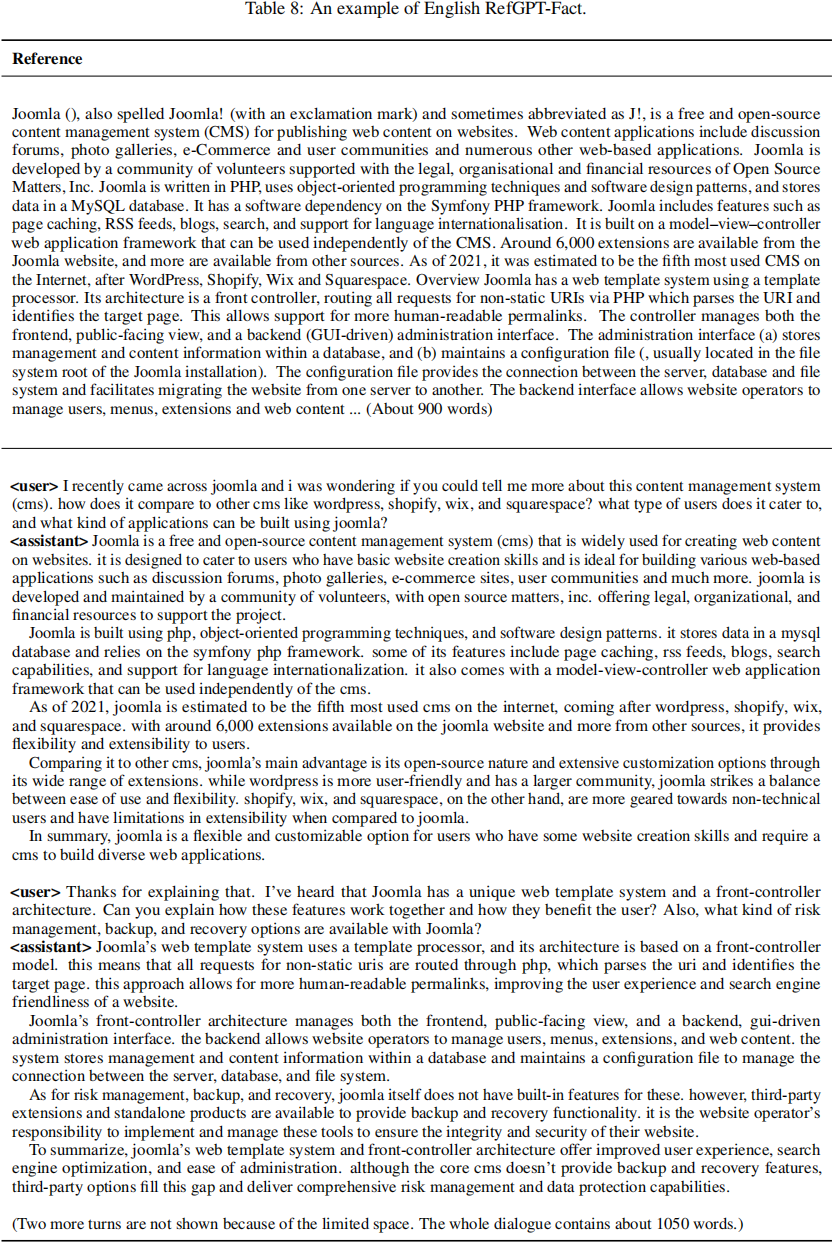 Table 8: An example of English RefGPT-Fact.
Reference
Joomla (), also spelled Joomla! (with an exclamation mark) and sometimes abbreviated as J!, is a free and open-source
content management system (CMS) for publishing web content on websites. Web content applications include discussion
forums, photo galleries, e-Commerce and user communities and numerous other web-based applications. Joomla is
developed by a community of volunteers supported with the legal, organisational and financial resources of Open Source
Matters, Inc. Joomla is written in PHP, uses object-oriented programming techniques and software design patterns, and stores
data in a MySQL database. It has a software dependency on the Symfony PHP framework. Joomla includes features such as
page caching, RSS feeds, blogs, search, and support for language internationalisation. It is built on a model–view–controller
web application framework that can be used independently of the CMS. Around 6,000 extensions are available from the
Joomla website, and more are available from other sources. As of 2021, it was estimated to be the fifth most used CMS on
the Internet, after WordPress, Shopify, Wix and Squarespace. Overview Joomla has a web template system using a template
processor. Its architecture is a front controller, routing all requests for non-static URIs via PHP which parses the URI and
identifies the target page. This allows support for more human-readable permalinks. The controller manages both the
frontend, public-facing view, and a backend (GUI-driven) administration interface. The administration interface (a) stores
management and content information within a database, and (b) maintains a configuration file (, usually located in the file
system root of the Joomla installation). The configuration file provides the connection between the server, database and file
system and facilitates migrating the website from one server to another. The backend interface allows website operators to
manage users, menus, extensions and web content ... (About 900 words)
<user> I recently came across joomla and i was wondering if you could tell me more about this content management system
(cms). how does it compare to other cms like wordpress, shopify, wix, and squarespace? what type of users does it cater to,
and what kind of applications can be built using joomla?
<assistant> Joomla is a free and open-source content management system (cms) that is widely used for creating web content
on websites. it is designed to cater to users who have basic website creation skills and is ideal for building various web-based
applications such as discussion forums, photo galleries, e-commerce sites, user communities and much more. joomla is
developed and maintained by a community of volunteers, with open source matters, inc. offering legal, organizational, and
financial resources to support the project.
Joomla is built using php, object-oriented programming techniques, and software design patterns. it stores data in a mysql
database and relies on the symfony php framework. some of its features include page caching, rss feeds, blogs, search
capabilities, and support for language internationalization. it also comes with a model-view-controller web application
framework that can be used independently of the cms.
As of 2021, joomla is estimated to be the fifth most used cms on the internet, coming after wordpress, shopify, wix,
and squarespace. with around 6,000 extensions available on the joomla website and more from other sources, it provides
flexibility and extensibility to users.
Comparing it to other cms, joomla's main advantage is its open-source nature and extensive customization options through
its wide range of extensions. while wordpress is more user-friendly and has a larger community, joomla strikes a balance
between ease of use and flexibility. shopify, wix, and squarespace, on the other hand, are more geared towards non-technical
users and have limitations in extensibility when compared to joomla.
In summary, joomla is a flexible and customizable option for users who have some website creation skills and require a
cms to build diverse web applications.
<user> Thanks for explaining that. I've heard that Joomla has a unique web template system and a front-controller
architecture. Can you explain how these features work together and how they benefit the user? Also, what kind of risk
management, backup, and recovery options are available with Joomla?
<assistant> Joomla's web template system uses a template processor, and its architecture is based on a front-controller
model. this means that all requests for non-static uris are routed through php, which parses the uri and identifies the
target page. this approach allows for more human-readable permalinks, improving the user experience and search engine
friendliness of a website.
Joomla's front-controller architecture manages both the frontend, public-facing view, and a backend, gui-driven
administration interface. the backend allows website operators to manage users, menus, extensions, and web content. the
system stores management and content information within a database and maintains a configuration file to manage the
connection between the server, database, and file system.
As for risk management, backup, and recovery, joomla itself does not have built-in features for these. however, third-party
extensions and standalone products are available to provide backup and recovery functionality. it is the website operator's
responsibility to implement and manage these tools to ensure the integrity and security of their website.
To summarize, joomla's web template system and front-controller architecture offer improved user experience, search
engine optimization, and ease of administration. although the core cms doesn't provide backup and recovery features,
third-party options fill this gap and deliver comprehensive risk management and data protection capabilities.
(Two more turns are not shown because of the limited space. The whole dialogue contains about 1050 words.)